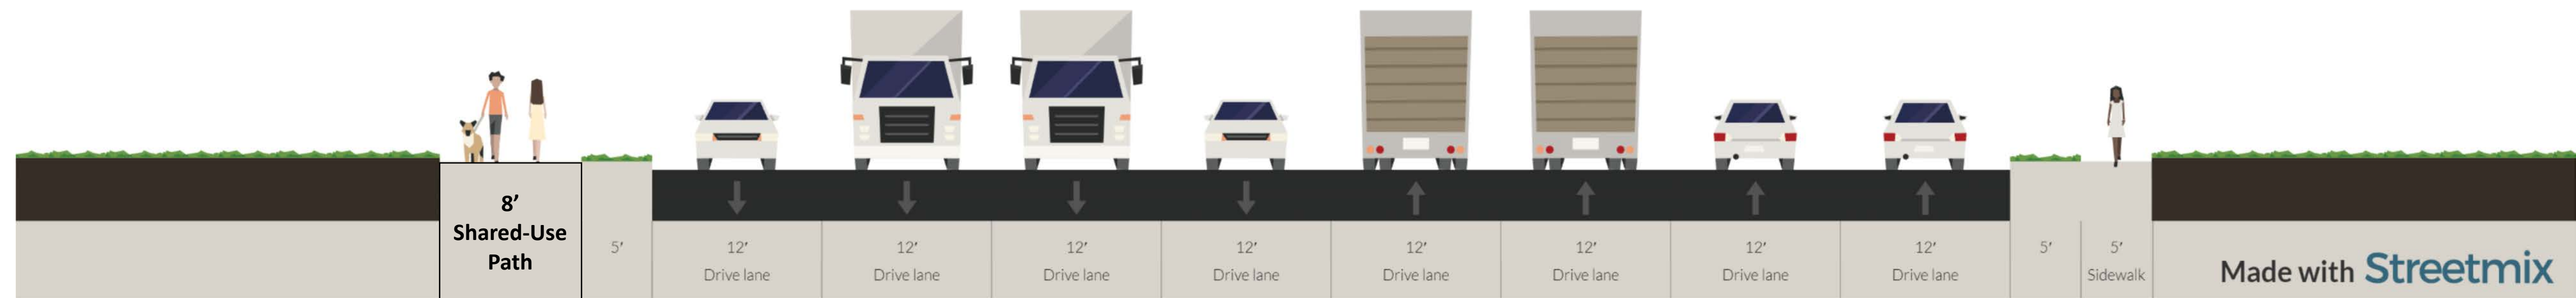 8’
Shared-Use
Path
5'
12'
Drive lane
12'
Drive lane
12'
Drive lane
12'
Drive lane
12'
Drive lane
12'
Drive lane
12'
Drive lane
12'
Drive lane
5'
5'
Sidewalk
Made with Streetmix